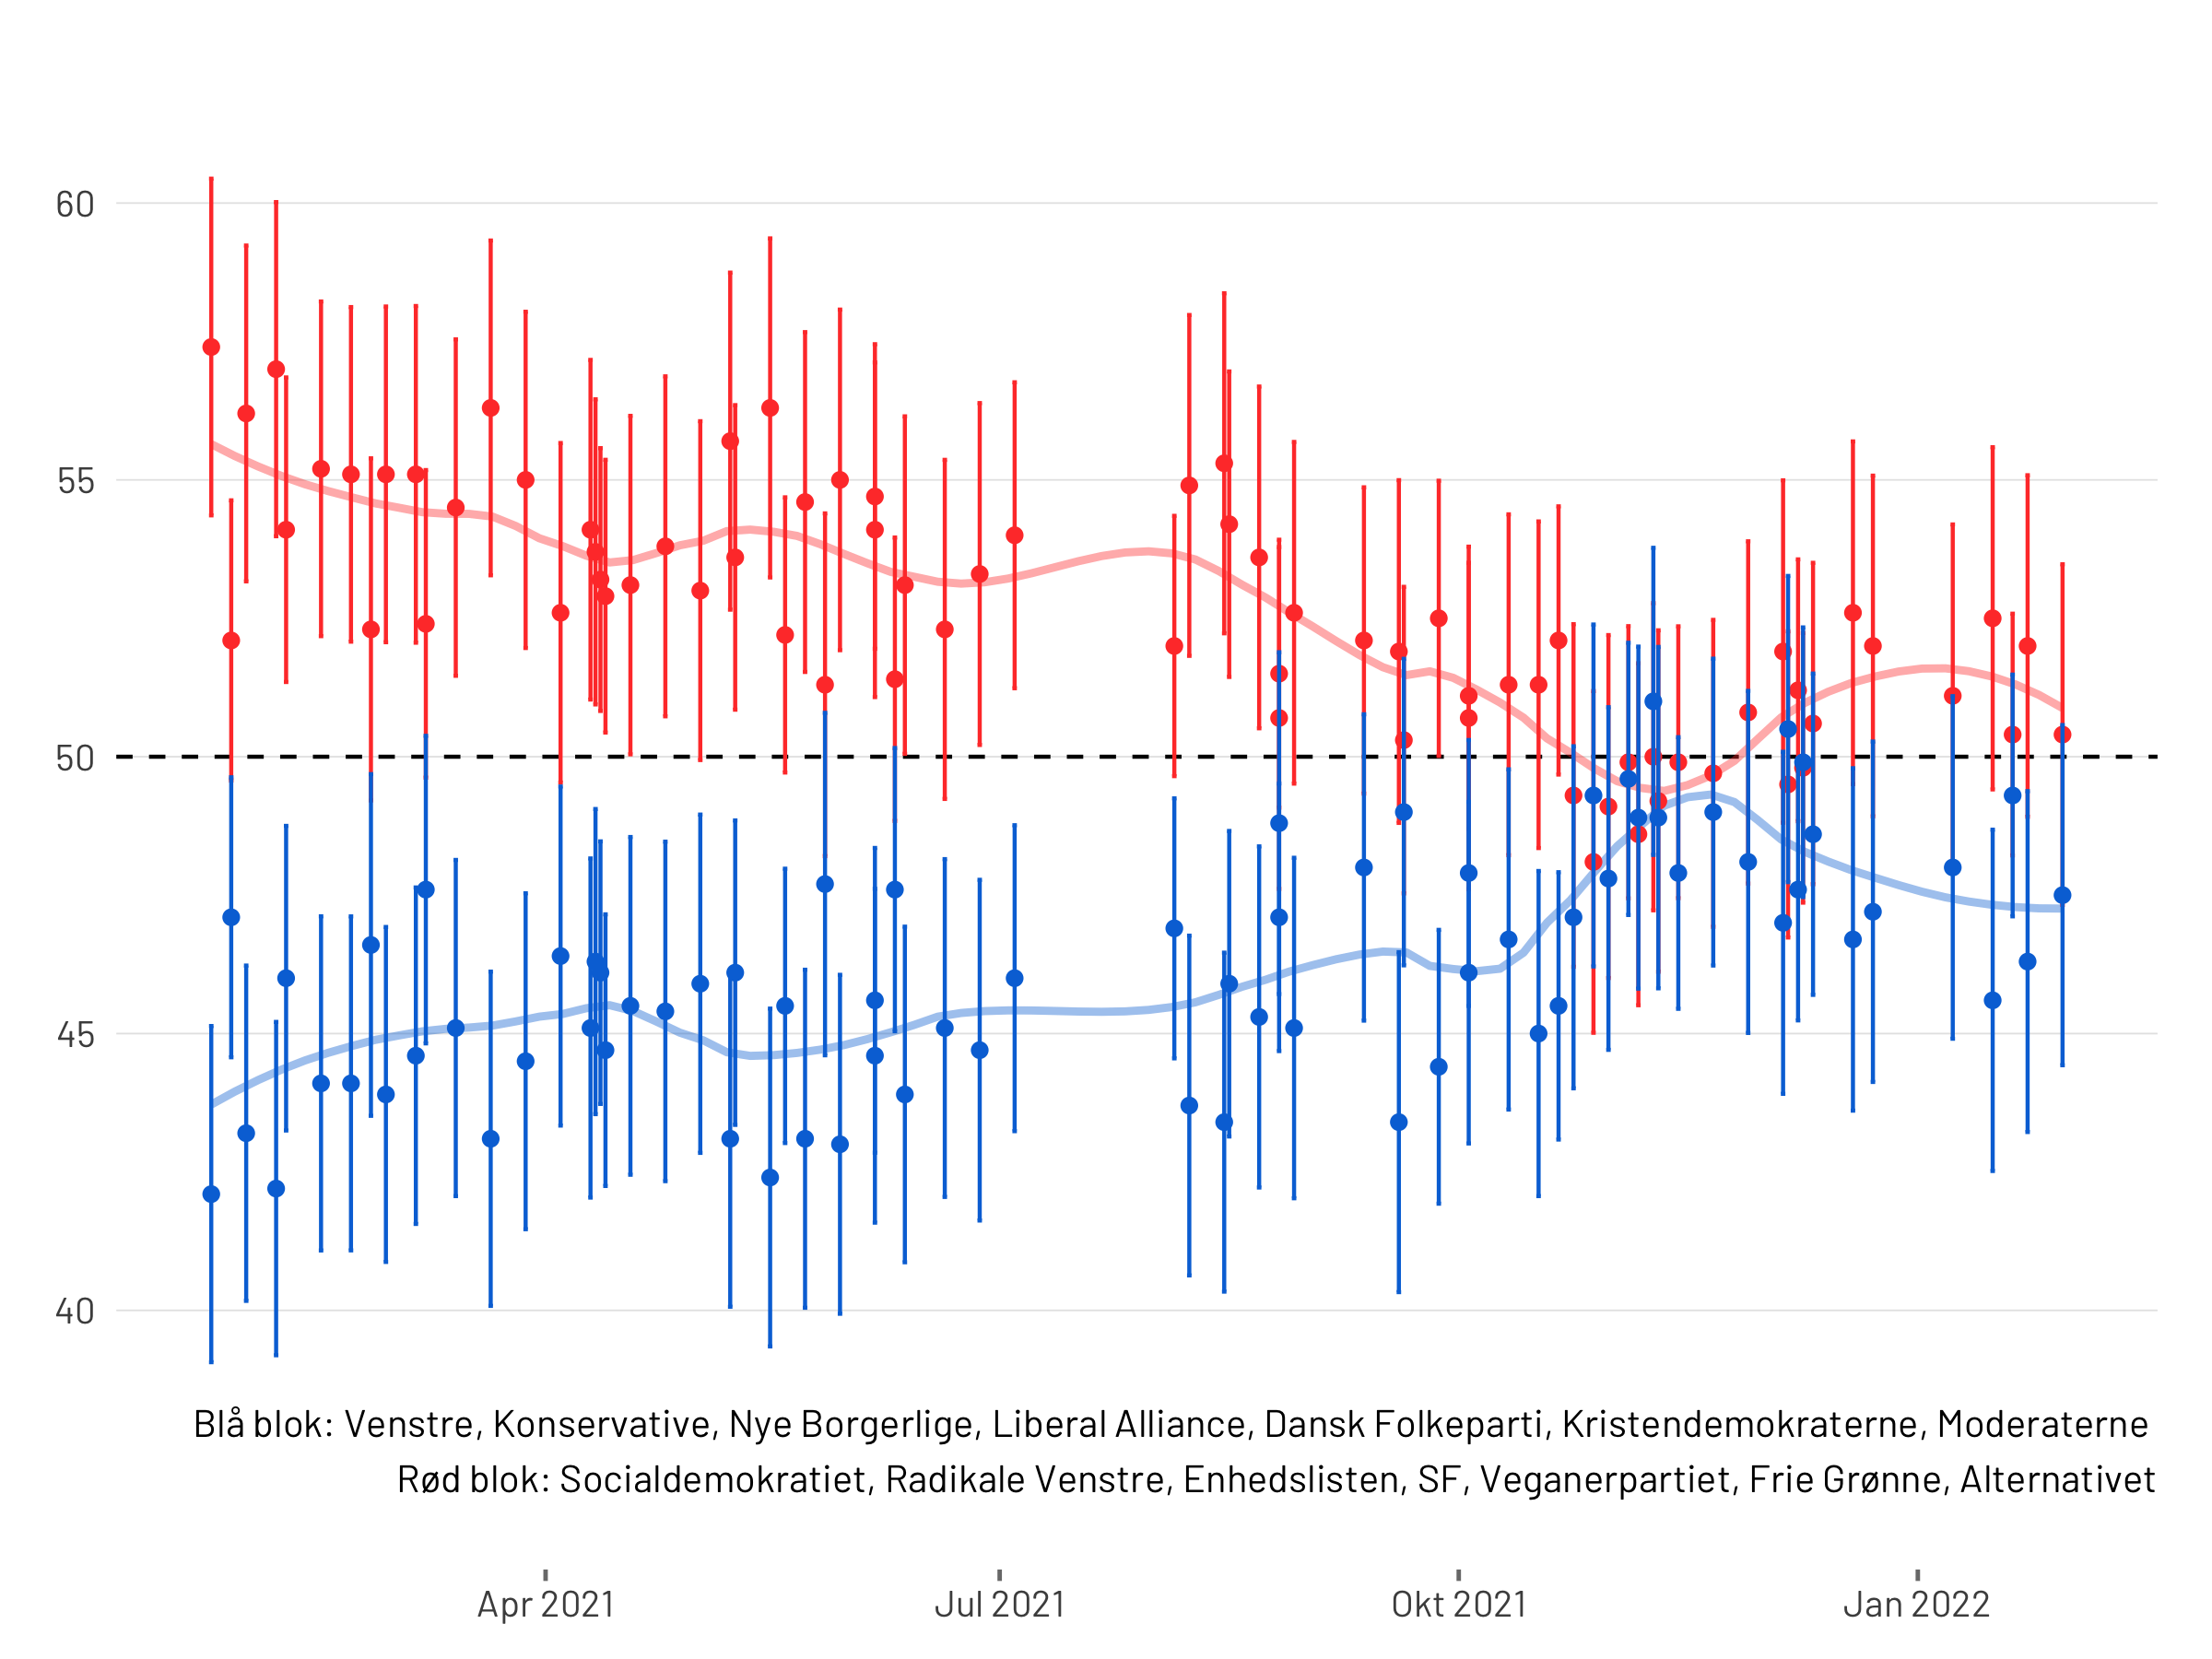 60
55
50
45
40
Blå blok: Venstre, Konservative, Nye Borgerlige, Liberal Alliance, Dansk Folkeparti, Kristendemokraterne, Moderaterne
Rød blok: Socialdemokratiet, Radikale Venstre, Enhedslisten, SF, Veganerpartiet, Frie Grønne, Alternativet
Apr 2021
Jul 2021
Okt 2021
Jan 2022